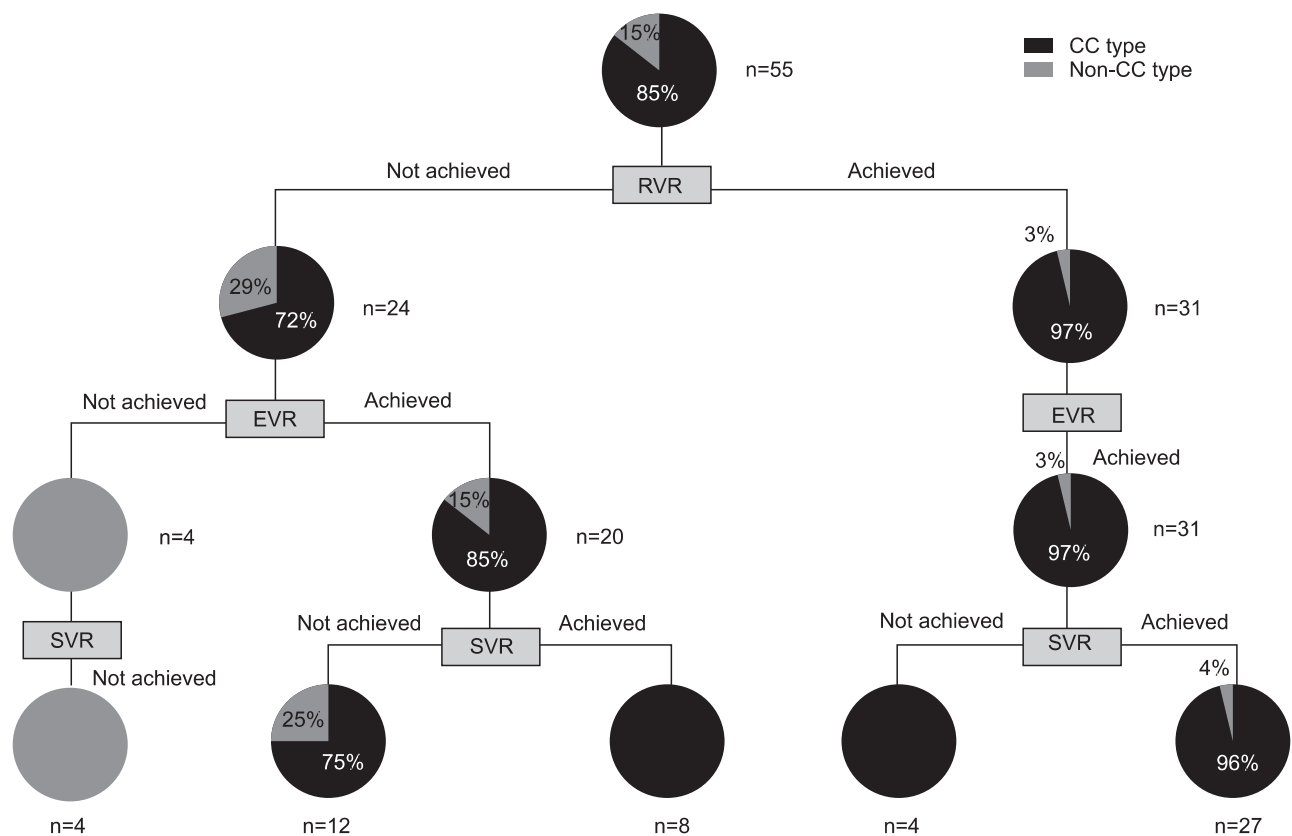 15%
85%
n=55
CC type
Non-CC type
Not achieved
RVR
Achieved
29%
72%
n=24
3%
97%
n=31
Not achieved
EVR
Achieved
EVR
Achieved
n=4
15%
85%
n=20
3%
97%
n=31
SVR
Not achieved
Not achieved
SVR
Achieved
Not achieved
SVR
Achieved
25%
75%
4%
96%
n=4
n=12
n=8
n=4
n=27